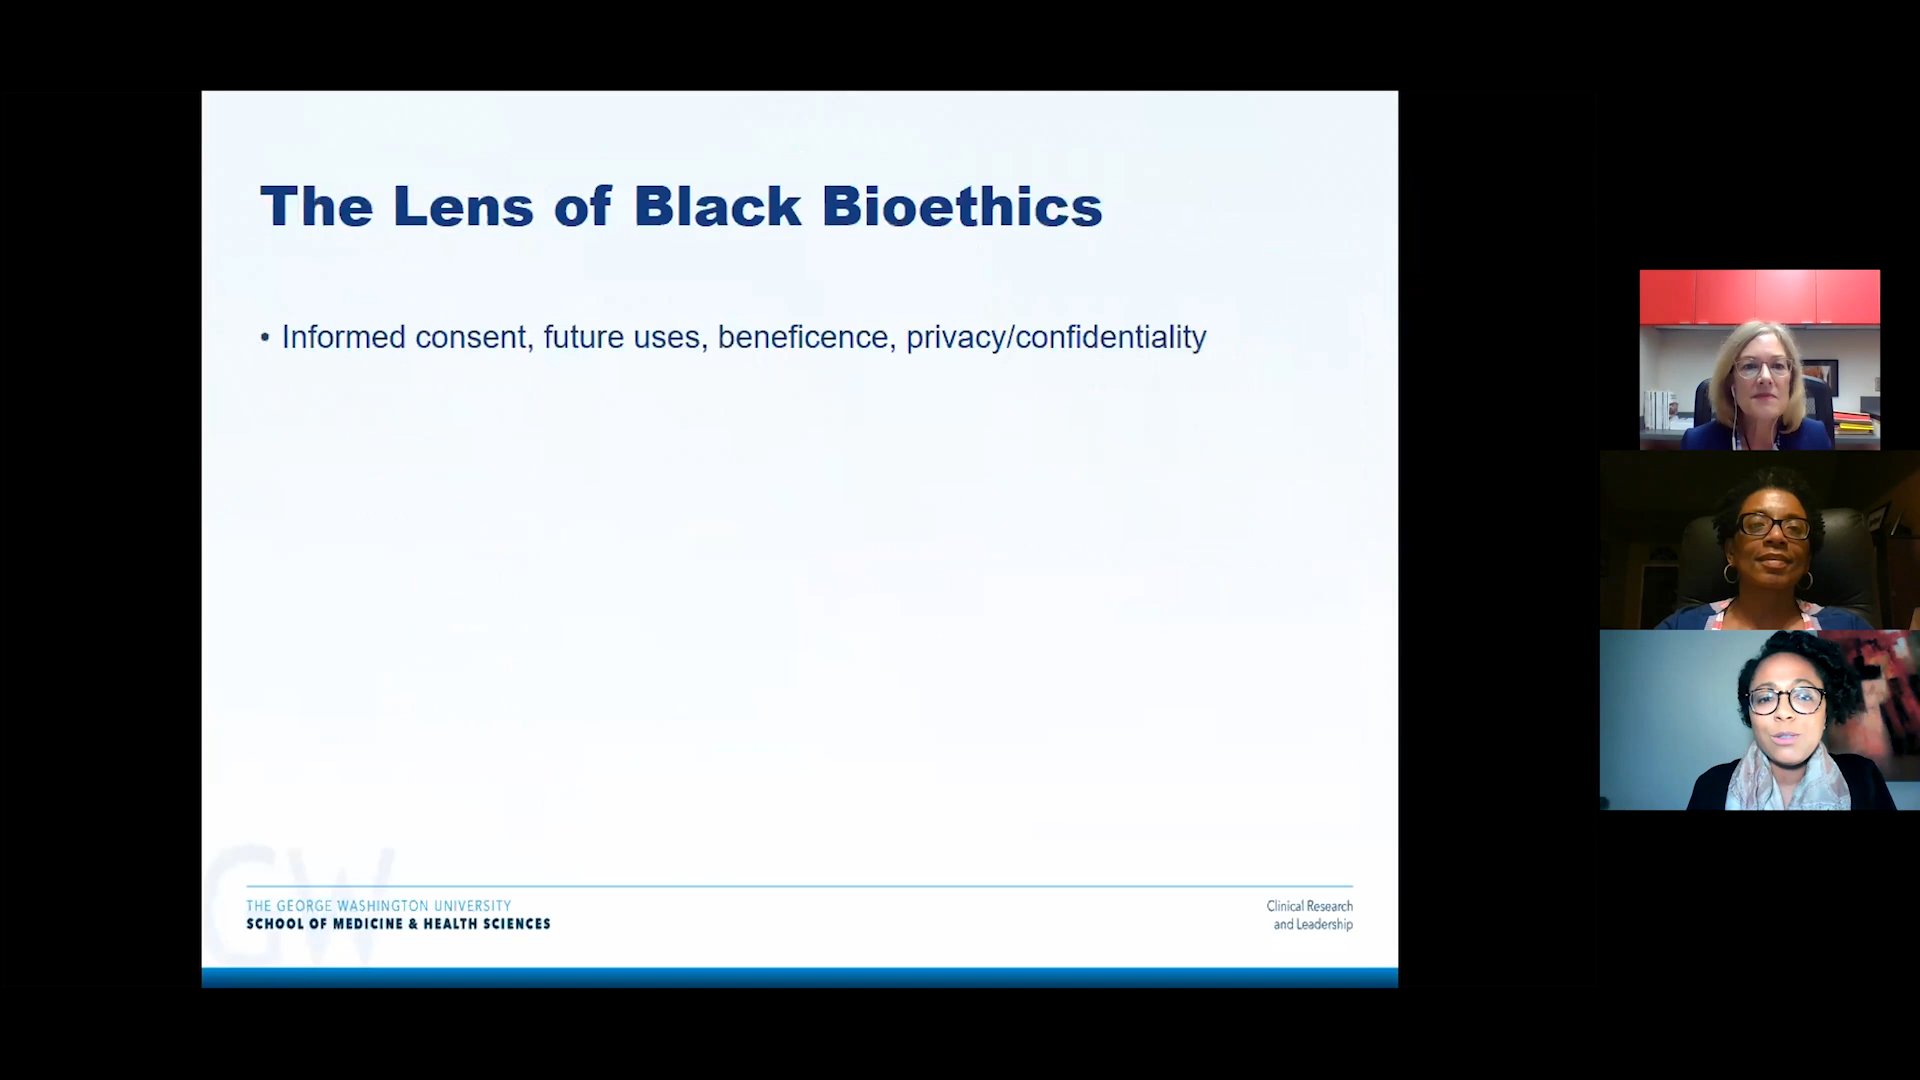 The Lens of Black Bioethics
• Informed consent, future uses, beneficence, privacy/confidentiality
GW
THE GEORGE WASHINGTON UNIVERSITY
SCHOOL OF MEDICINE & HEALTH SCIENCES
Clinical Research
and Leadership